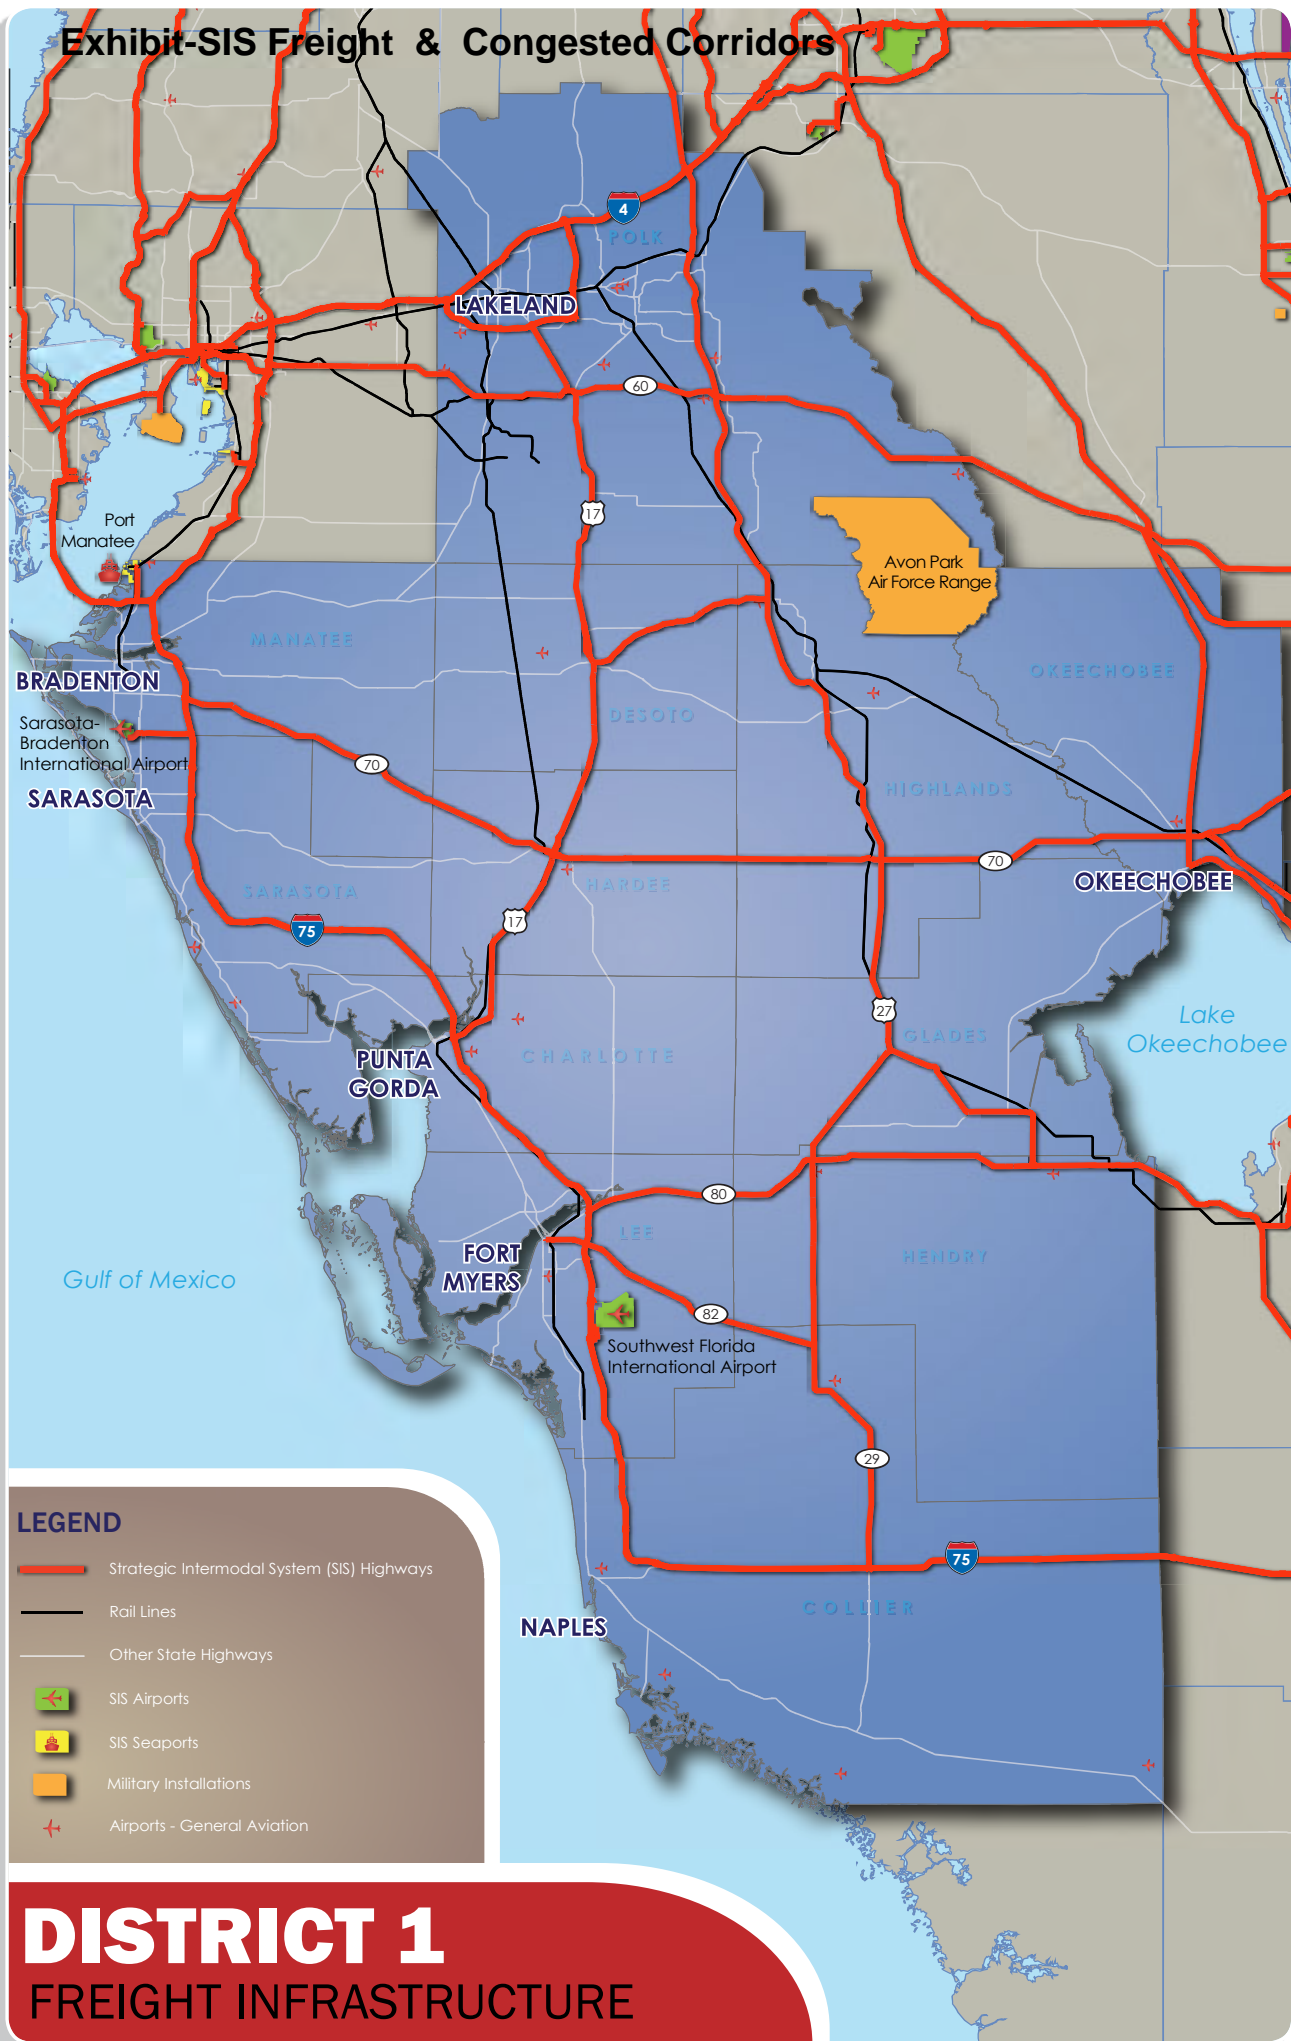 Exhibit-SIS Freight & Congested Corridors
4
POLK
LAKELAND
60
17
Port
Manatee
Avon Park
Air Force Range
MANATEE
OKEECHOBEE
BRADENTON
DESOTO
Sarasota-
Bradenton
International Airport
70
HIGHLANDS
SARASOTA
70
OKEECHOBEE
HARDEE
SARASOTA
17
75
27
Lake
Okeechobee
GLADES
PUNTA
GORDA
CHARLOTTE
80
LEE
FORT
MYERS
HENDRY
Gulf of Mexico
82
Southwest Florida
International Airport
29
75
COLLIER
NAPLES
LEGEND
Strategic Intermodal System (SIS) Highways
Rail Lines
Other State Highways
SIS Airports
SIS Seaports
Military Installations
Airports - General Aviation
DISTRICT 1
FREIGHT INFRASTRUCTURE